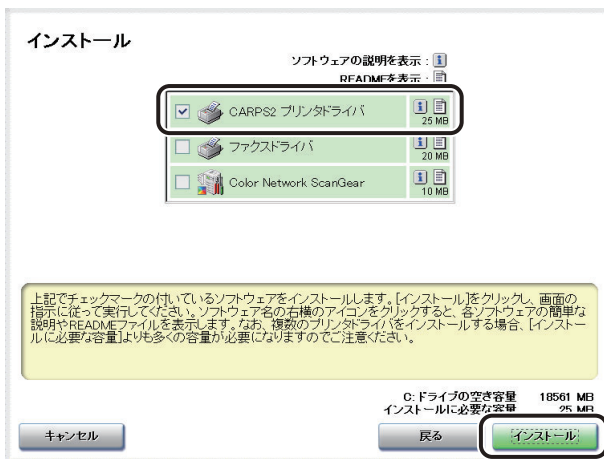 インストール
ソフトウェアの説明を表示 :
READMEを表示 :
CARPS2 プリンタドライバ
25 MB
ファクスドライバ
20 MB
Color Network ScanGear
10 MB
上記でチェックマークの付いているソフトウェアをインストールします。[インストール]をクリックし、画面の
指示に従って実行してください。ソフトウェア名の右横のアイコンをクリックすると、各ソフトウェアの簡単な
説明やREADMEファイルを表示します。なお、複数のプリンタドライバをインストールする場合、[インストー
ルに必要な容量]よりも多くの容量が必要になりますのでご注意ください。
C:ドライブの空き容量 18561 MB
インストールに必要な容量 25 MB
キャンセル
戻る
インストール